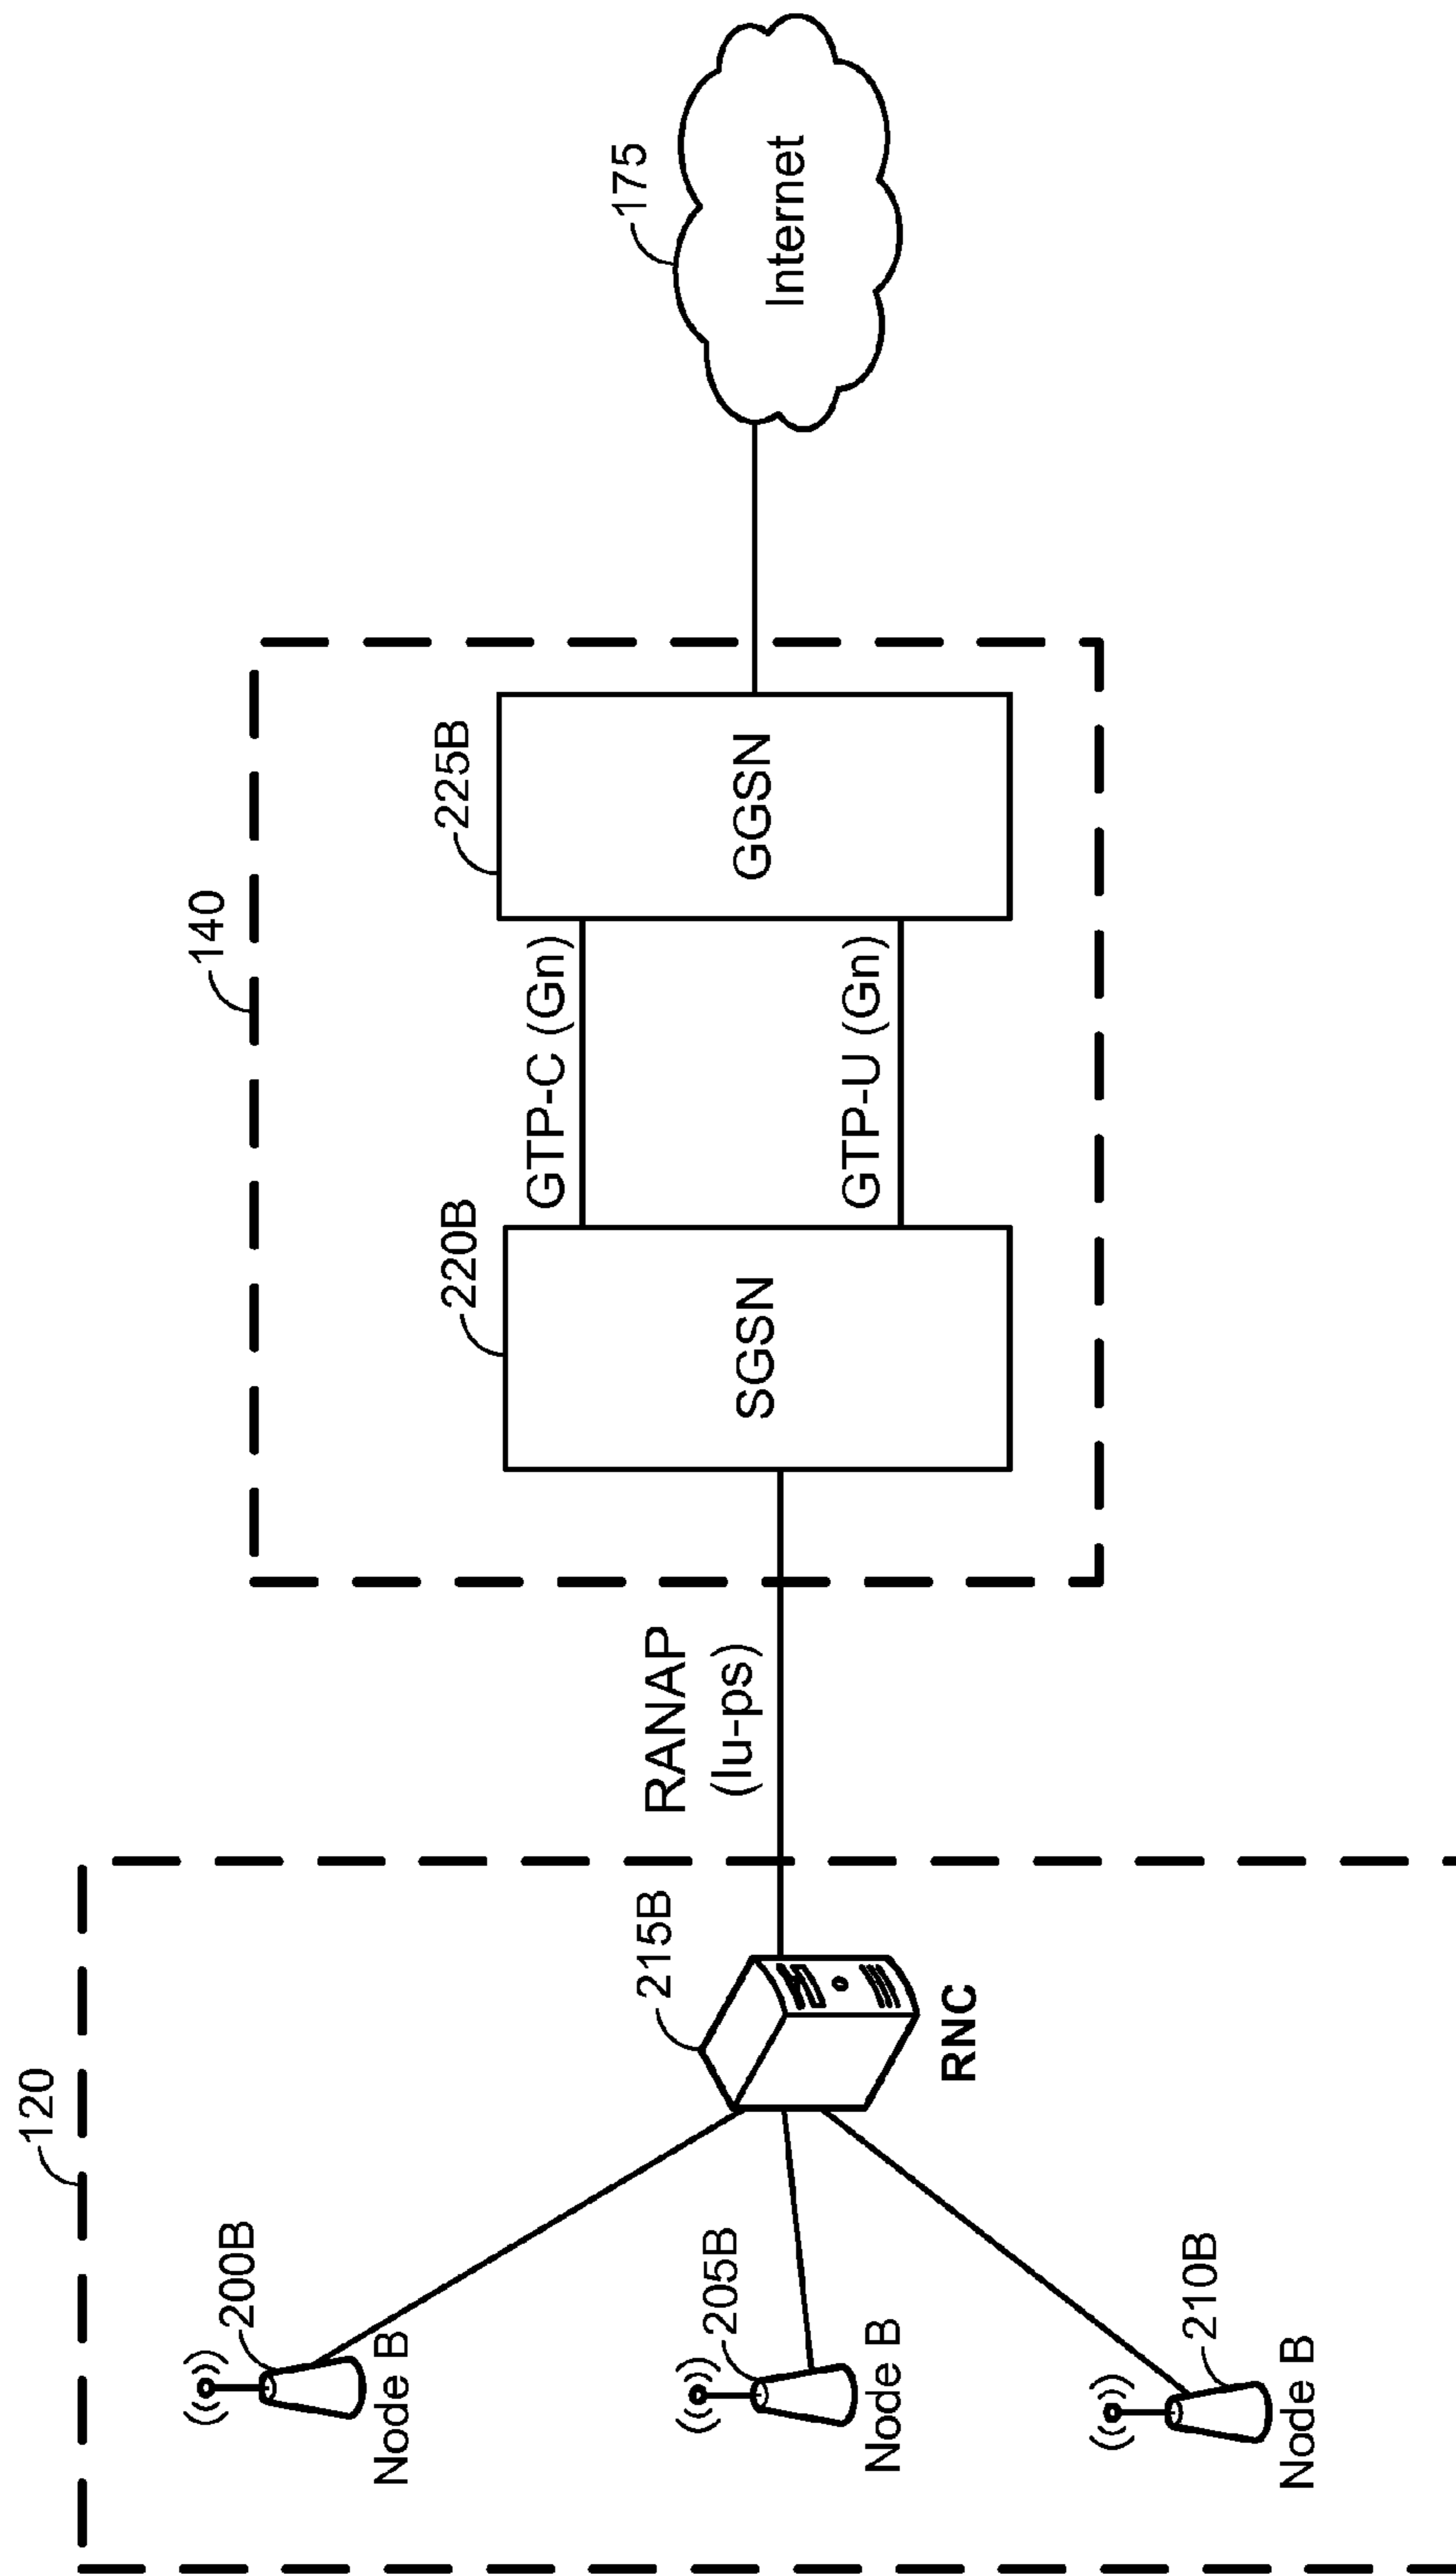 120
200B
Node B
205B
Node B
210B
Node B
215B
RNC
RANAP
(Iu-ps)
140
220B
SGSN
GTP-C (Gn)
GTP-U (Gn)
225B
GGSN
175
Internet